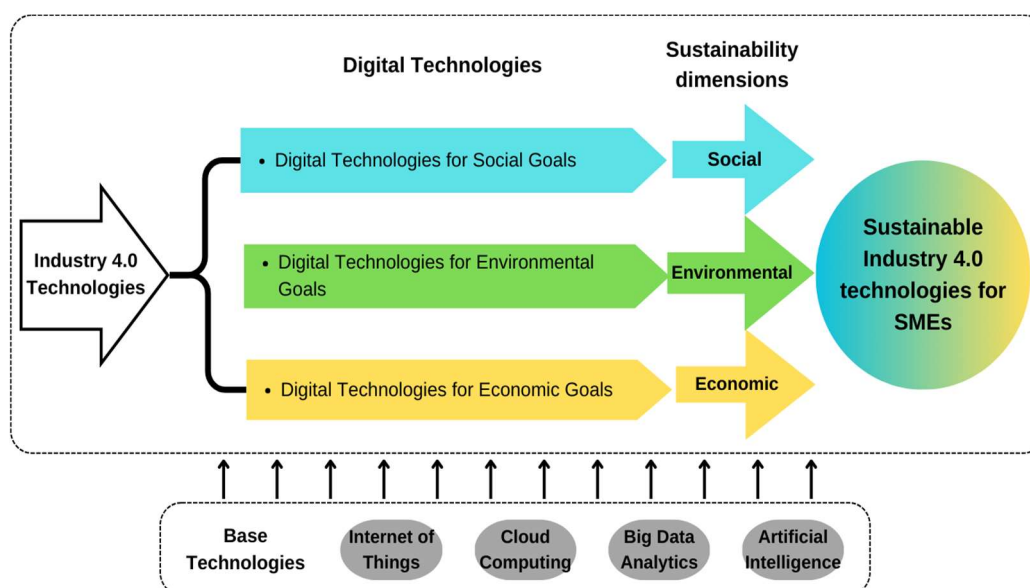 Digital Technologies
Sustainability
dimensions
Industry 4.0
Technologies
• Digital Technologies for Social Goals
Social
• Digital Technologies for Environmental
Goals
Environmental
• Digital Technologies for Economic Goals
Economic
Sustainable
Industry 4.0
technologies for
SMEs
Base
Technologies
Internet of
Things
Cloud
Computing
Big Data
Analytics
Artificial
Intelligence